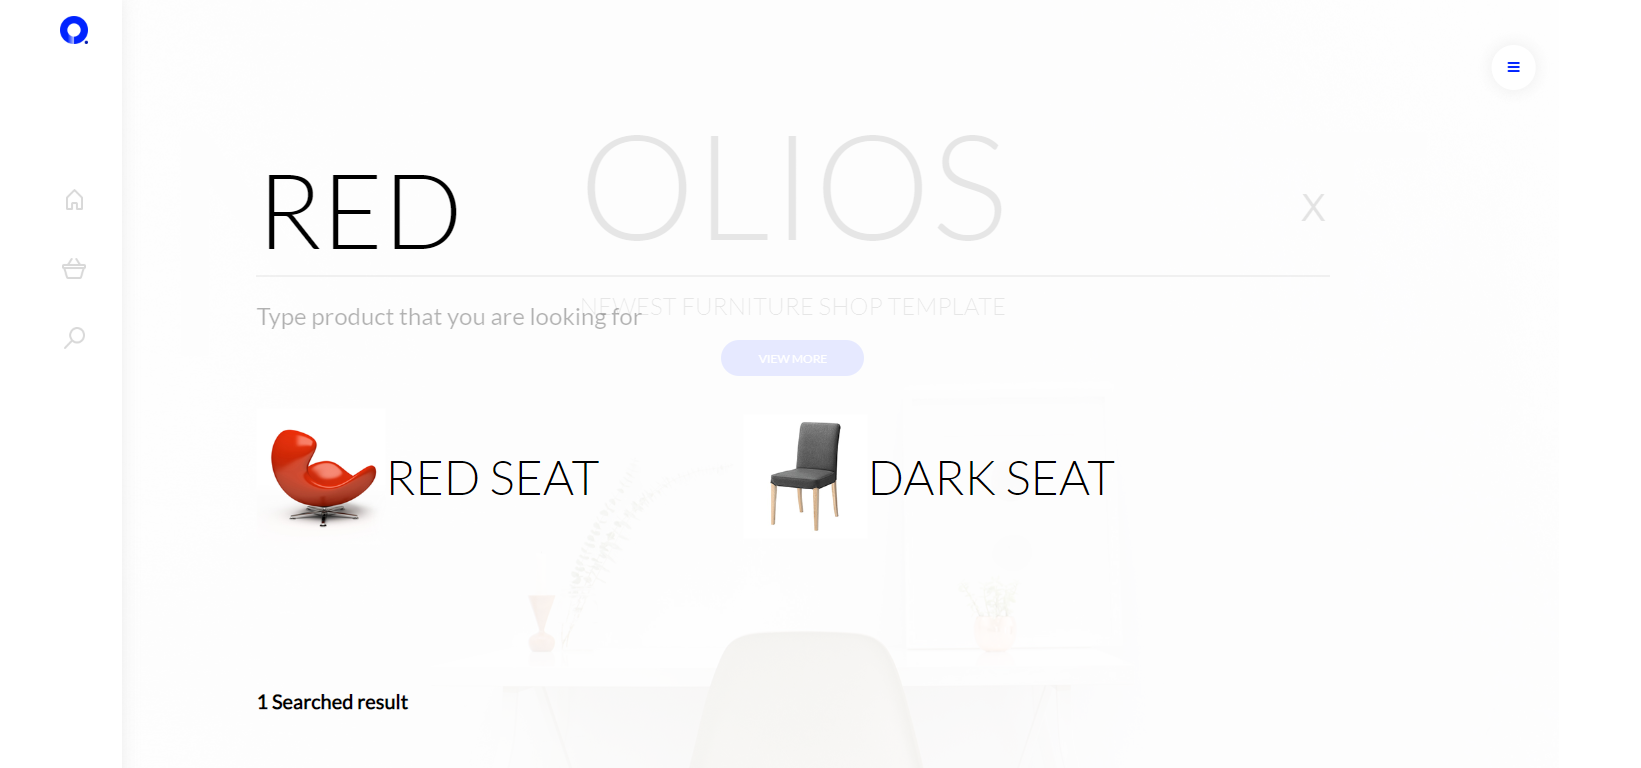 OLIOS
RED
X
NEWEST FURNITURE SHOP TEMPLATE
Type product that you are looking for
VIEW MORE
RED SEAT
DARK SEAT
1 Searched result